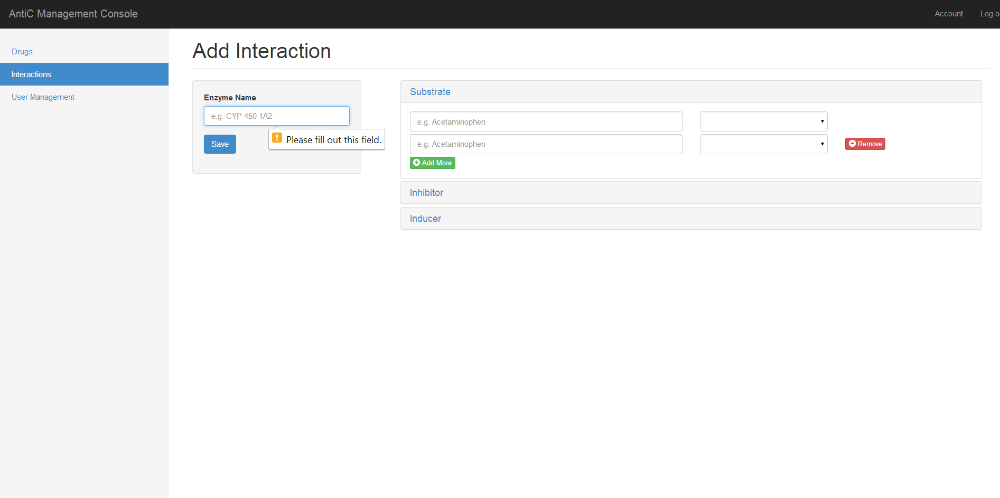 AntiC Management Console
Account
Log o
Drugs
Interactions
User Management
Add Interaction
Enzyme Name
e.g. CYP 450 1A2
Please fill out this field.
Save
Substrate
e.g. Acetaminophen
e.g. Acetaminophen
Remove
Add More
Inhibitor
Inducer